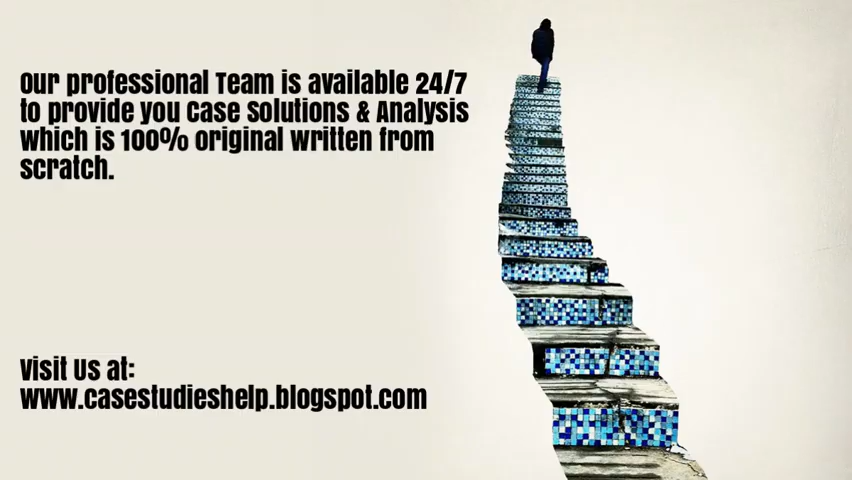 Our professional Team is available 24/7
to provide you Case Solutions & Analysis
which is 100% original written from
scratch.
Visit Us at:
www.casestudieshelp.blogspot.com